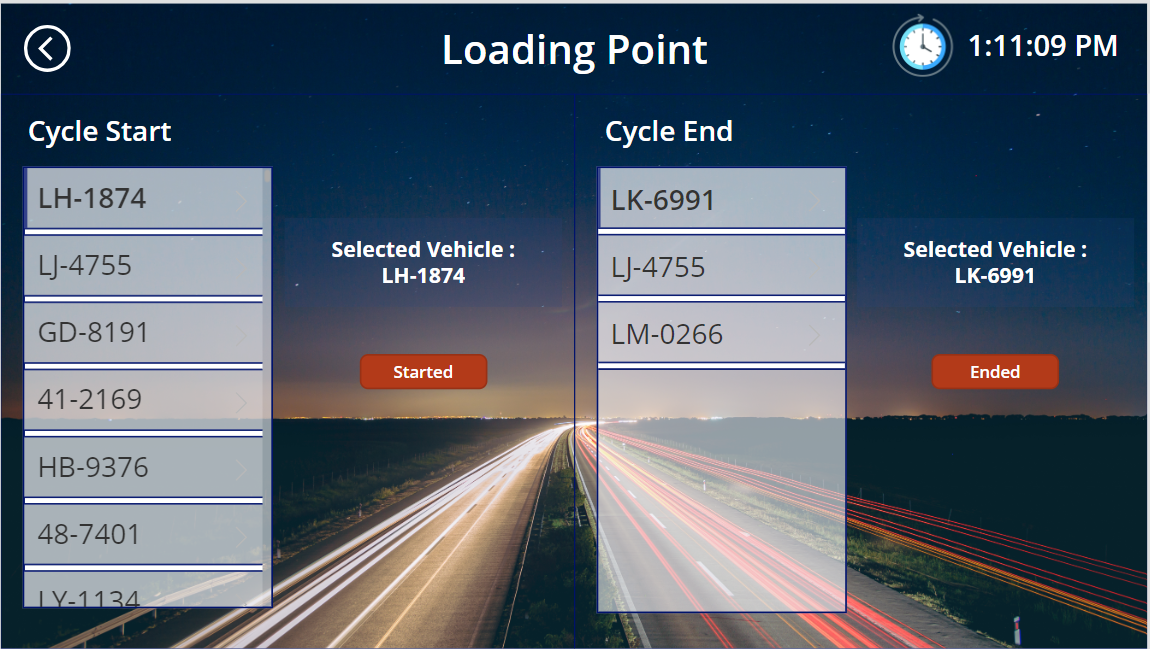 Loading Point
1:11:09 PM
Cycle Start
LH-1874
LJ-4755
GD-8191
41-2169
HB-9376
48-7401
LY-1134
Selected Vehicle :
LH-1874
Started
Cycle End
LK-6991
LJ-4755
LM-0266
Selected Vehicle :
LK-6991
Ended